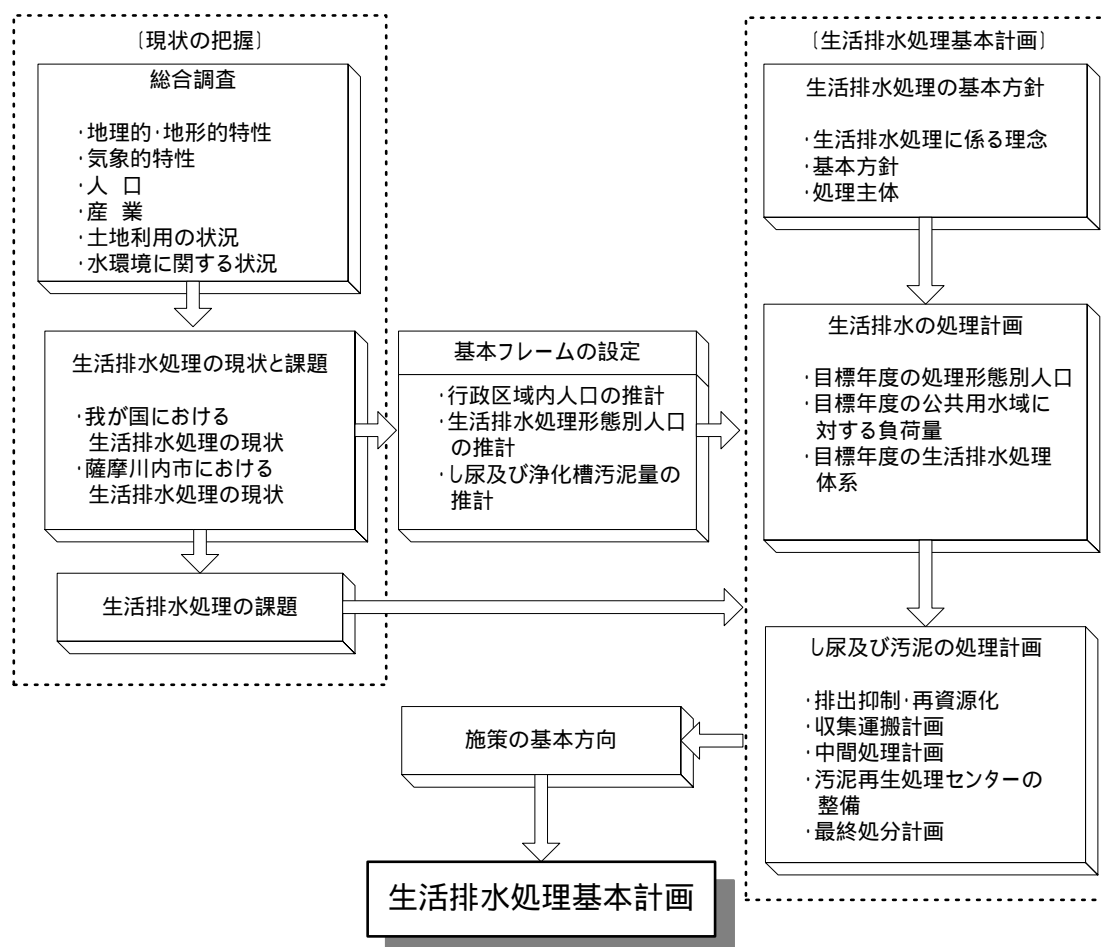 〔現状の把握〕
総合調査
･地理的･地形的特性
･気象的特性
･人 口
･産 業
･土地利用の状況
･水環境に関する状況
生活排水処理の現状と課題
･我が国における
生活排水処理の現状
･薩摩川内市における
生活排水処理の現状
生活排水処理の課題
基本フレームの設定
･行政区域内人口の推計
･生活排水処理形態別人口
の推計
･し尿及び浄化槽汚泥量の
推計
〔生活排水処理基本計画〕
生活排水処理の基本方針
･生活排水処理に係る理念
･基本方針
･処理主体
生活排水の処理計画
･目標年度の処理形態別人口
･目標年度の公共用水域に
対する負荷量
･目標年度の生活排水処理
体系
し尿及び汚泥の処理計画
･排出抑制･再資源化
･収集運搬計画
･中間処理計画
･汚泥再生処理センターの
整備
･最終処分計画
施策の基本方向
生活排水処理基本計画